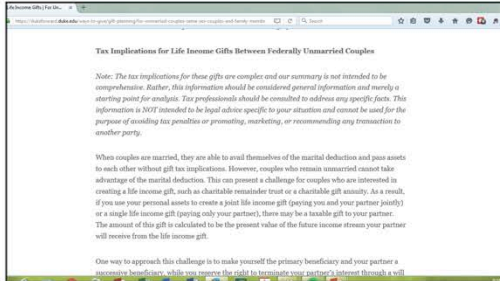 Life Income Gifts | For Un...
https://dukeforward.duke.edu/ways-to-give/gift-planning-for-unmarried-couples-same-sex-couples-and-family-membe
Search
Tax Implications for Life Income Gifts Between Federally Unmarried Couples
Note: The tax implications for these gifts are complex and our summary is not intended to be
comprehensive. Rather, this information should be considered general information and merely a
starting point for analysis. Tax professionals should be consulted to address any specific facts. This
information is NOT intended to be legal advice specific to your situation and cannot be used for the
purpose of avoiding tax penalties or promoting, marketing, or recommending any transaction to
another party.
When couples are married, they are able to avail themselves of the marital deduction and pass assets
to each other without gift tax implications. However, couples who remain unmarried cannot take
advantage of the marital deduction. This can present a challenge for couples who are interested in
creating a life income gift, such as charitable remainder trust or a charitable gift annuity. As a result,
if you use your personal assets to create a joint life income gift (paying you and your partner jointly)
or a single life income gift (paying only your partner), there may be a taxable gift to your partner.
The amount of this gift is calculated to be the present value of the future income stream your partner
will receive from the life income gift.
One way to approach this challenge is to make yourself the primary beneficiary and your partner a
successive beneficiary, while you reserve the right to terminate your partner's interest through a will